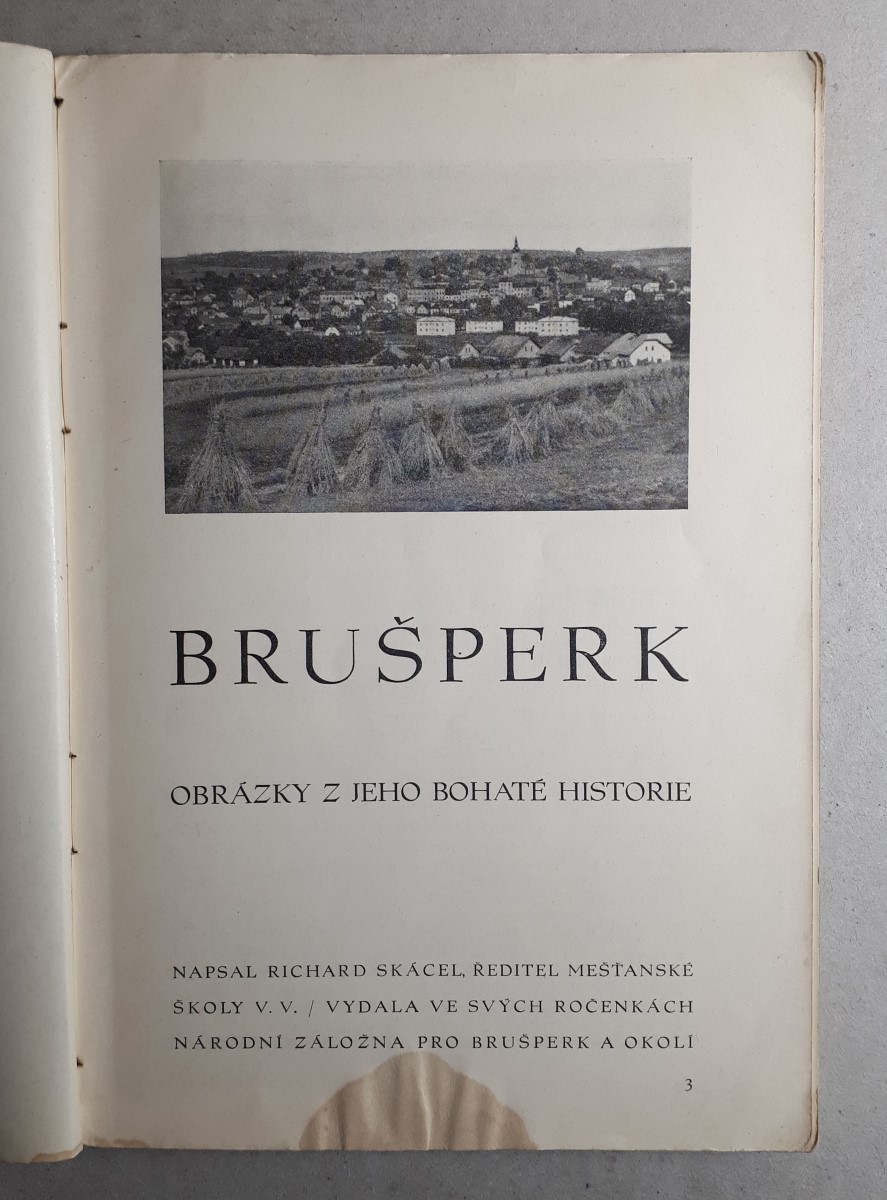 BRUŠPERK
OBRÁZKY Z JEHO BOHATÉ HISTORIE
NAPSAL RICHARD SKÁCEL, ŘEDITEL MEŠŤANSKÉ
ŠKOLY V. V. / VYDALA VE SVÝCH ROČENKÁCH
NÁRODNÍ ZÁLOŽNA PRO BRUŠPERK A OKOLÍ
3